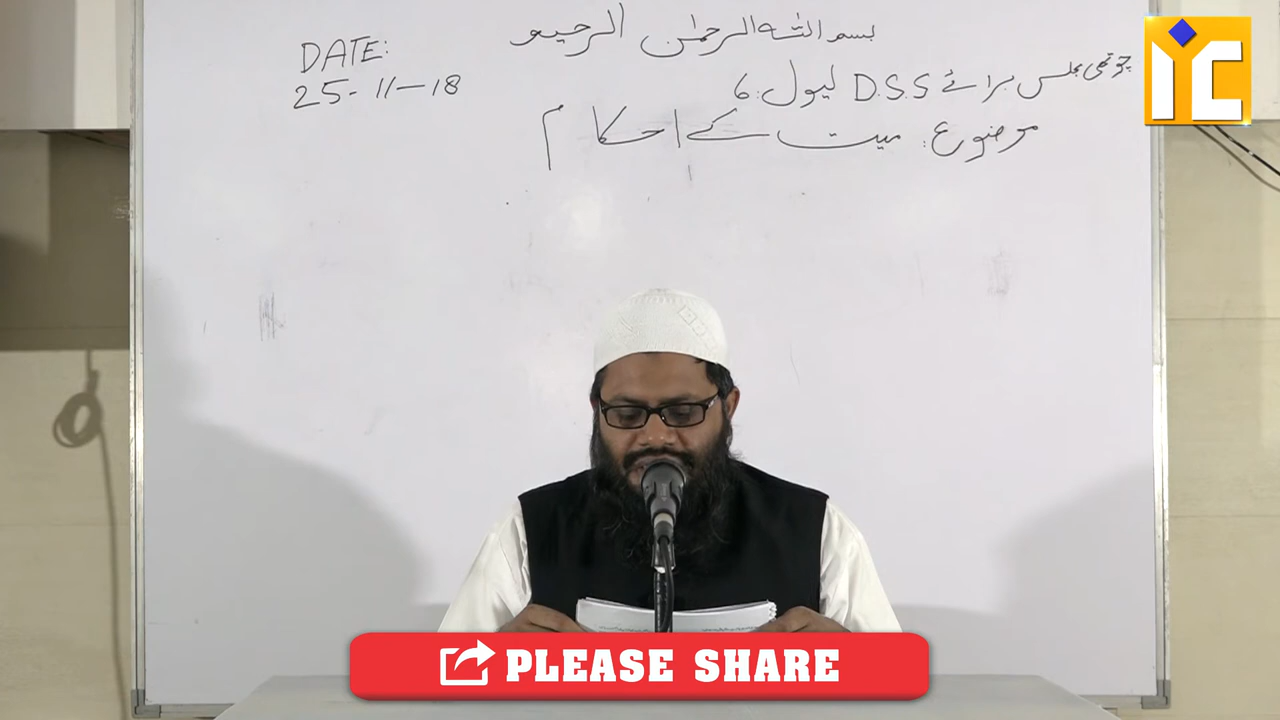 بسم اللہ الرحمٰن الرحیم
DATE:
25-11-18
چوتھی مجلس برائے D.S.S لیول: 6
موضوع: میت کے احکام
IYC
PLEASE SHARE